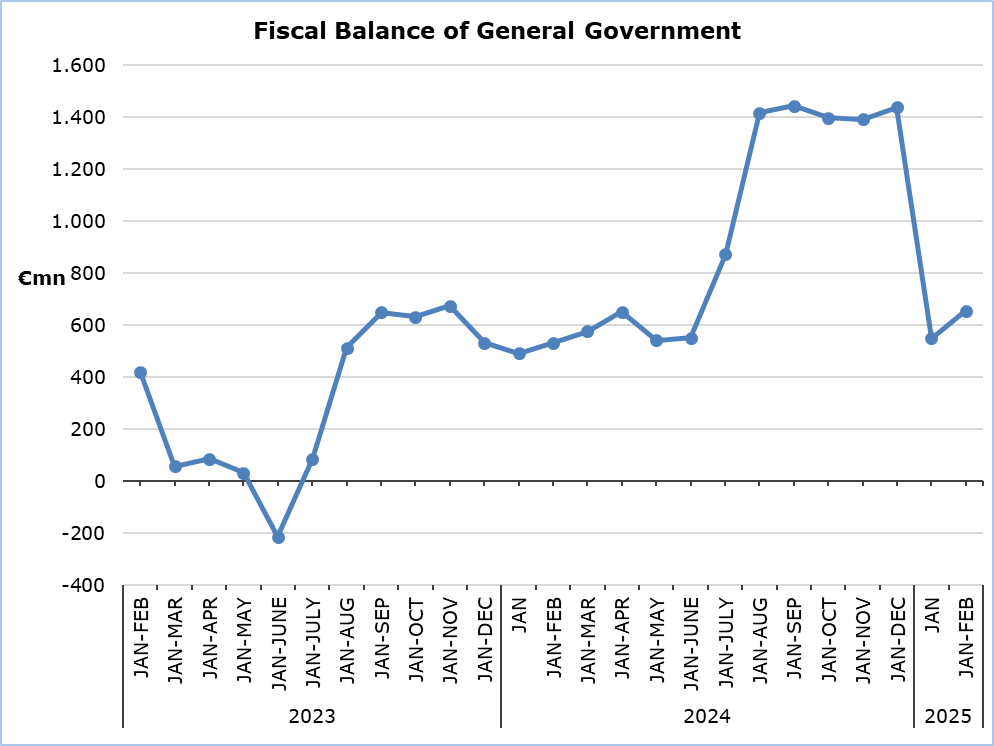 Fiscal Balance of General Government
1.600
1.400
1.200
1.000
€mn 800
600
400
200
0
-200
-400
JAN-FEB
JAN-MAR
JAN-APR
JAN-MAY
JAN-JUNE
JAN-JULY
JAN-AUG
JAN-SEP
JAN-OCT
JAN-NOV
JAN-DEC
JAN
JAN-FEB
JAN-MAR
JAN-APR
JAN-MAY
JAN-JUNE
JAN-JULY
JAN-AUG
JAN-SEP
JAN-OCT
JAN-NOV
JAN-DEC
JAN
JAN-FEB
2023 2024 2025